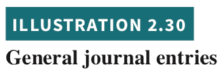 ILLUSTRATION 2.30
General journal entries